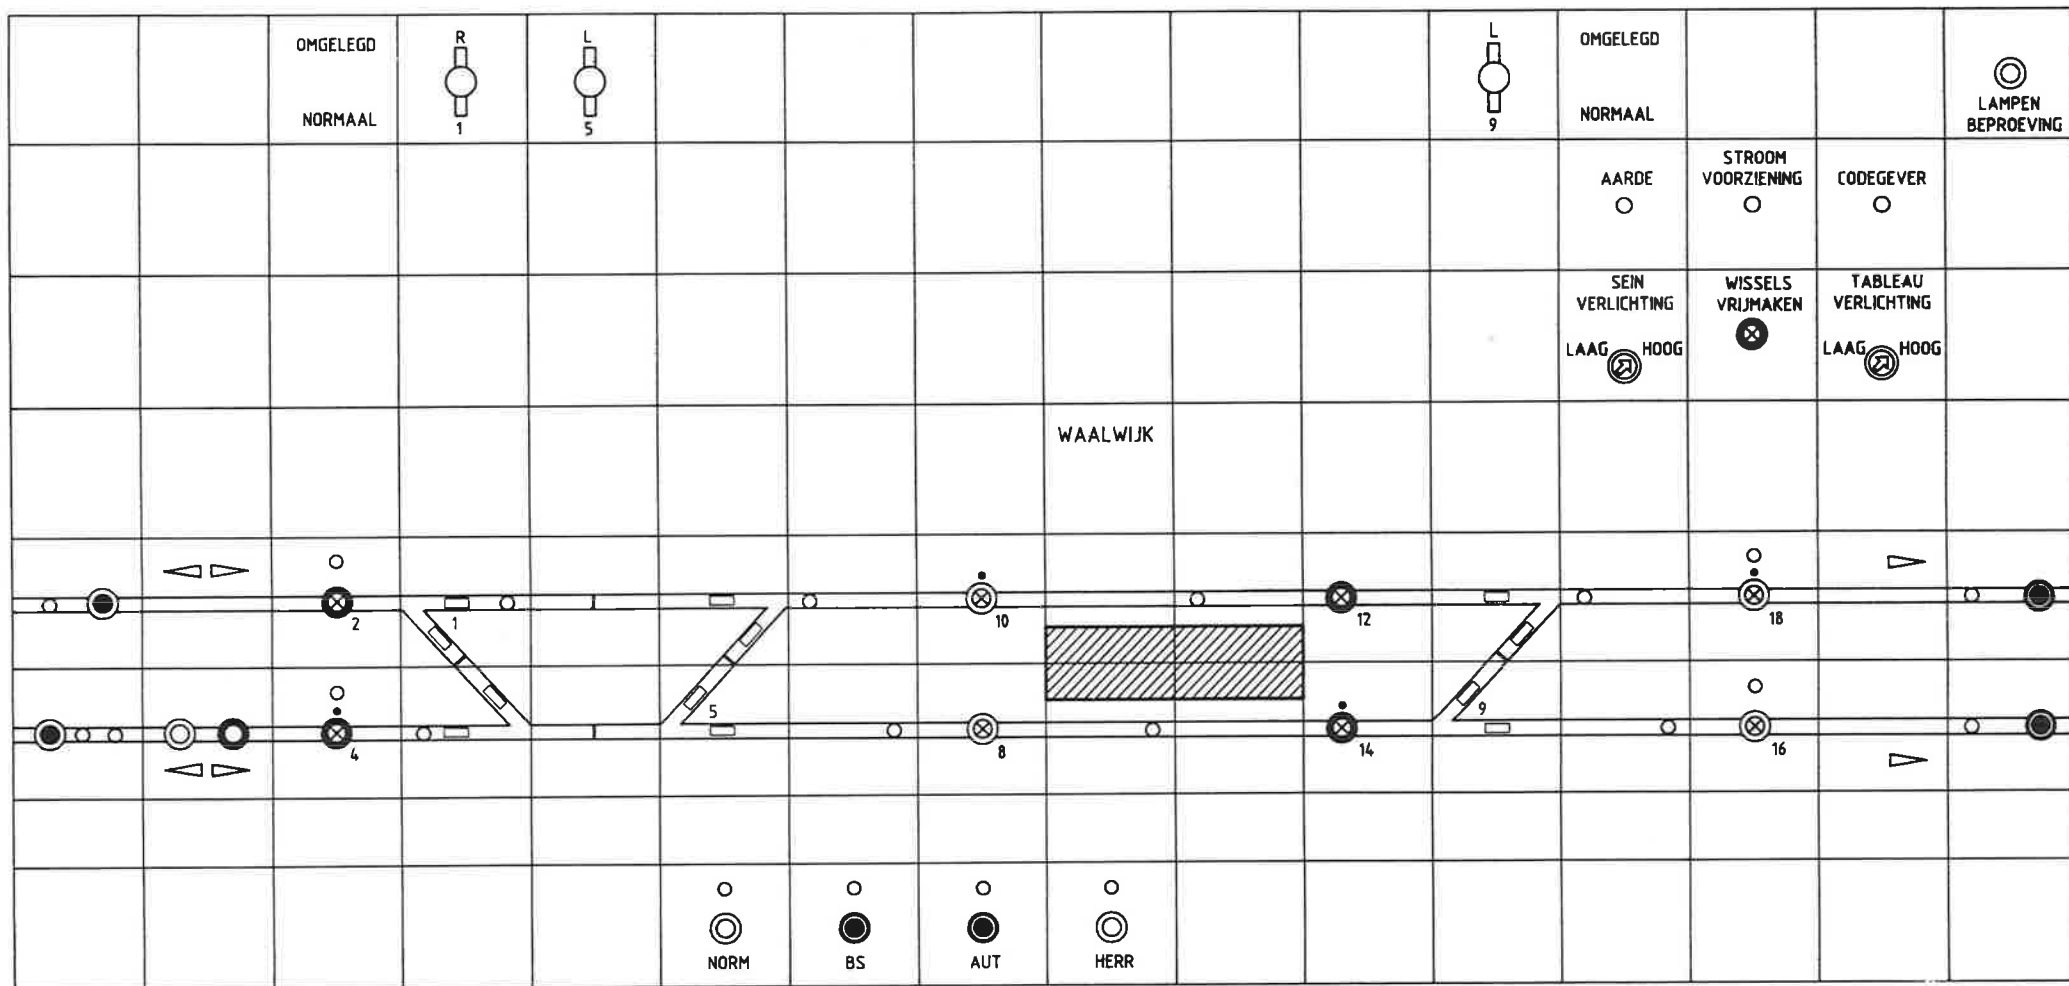 OMGELEGD
R
L
L
OMGELEGD
NORMAAL
1
5
9
NORMAAL
LAMPEN
BEPROEVING
AARDE
STROOM
VOORZIENING
CODEGEVER
SEIN
VERLICHTING
LAAG HOOG
WISSELS
VRIJMAKEN
TABLEAU
VERLICHTING
LAAG HOOG
WAALWIJK
2
1
10
12
18
4
5
8
14
9
16
NORM
BS
AUT
HERR